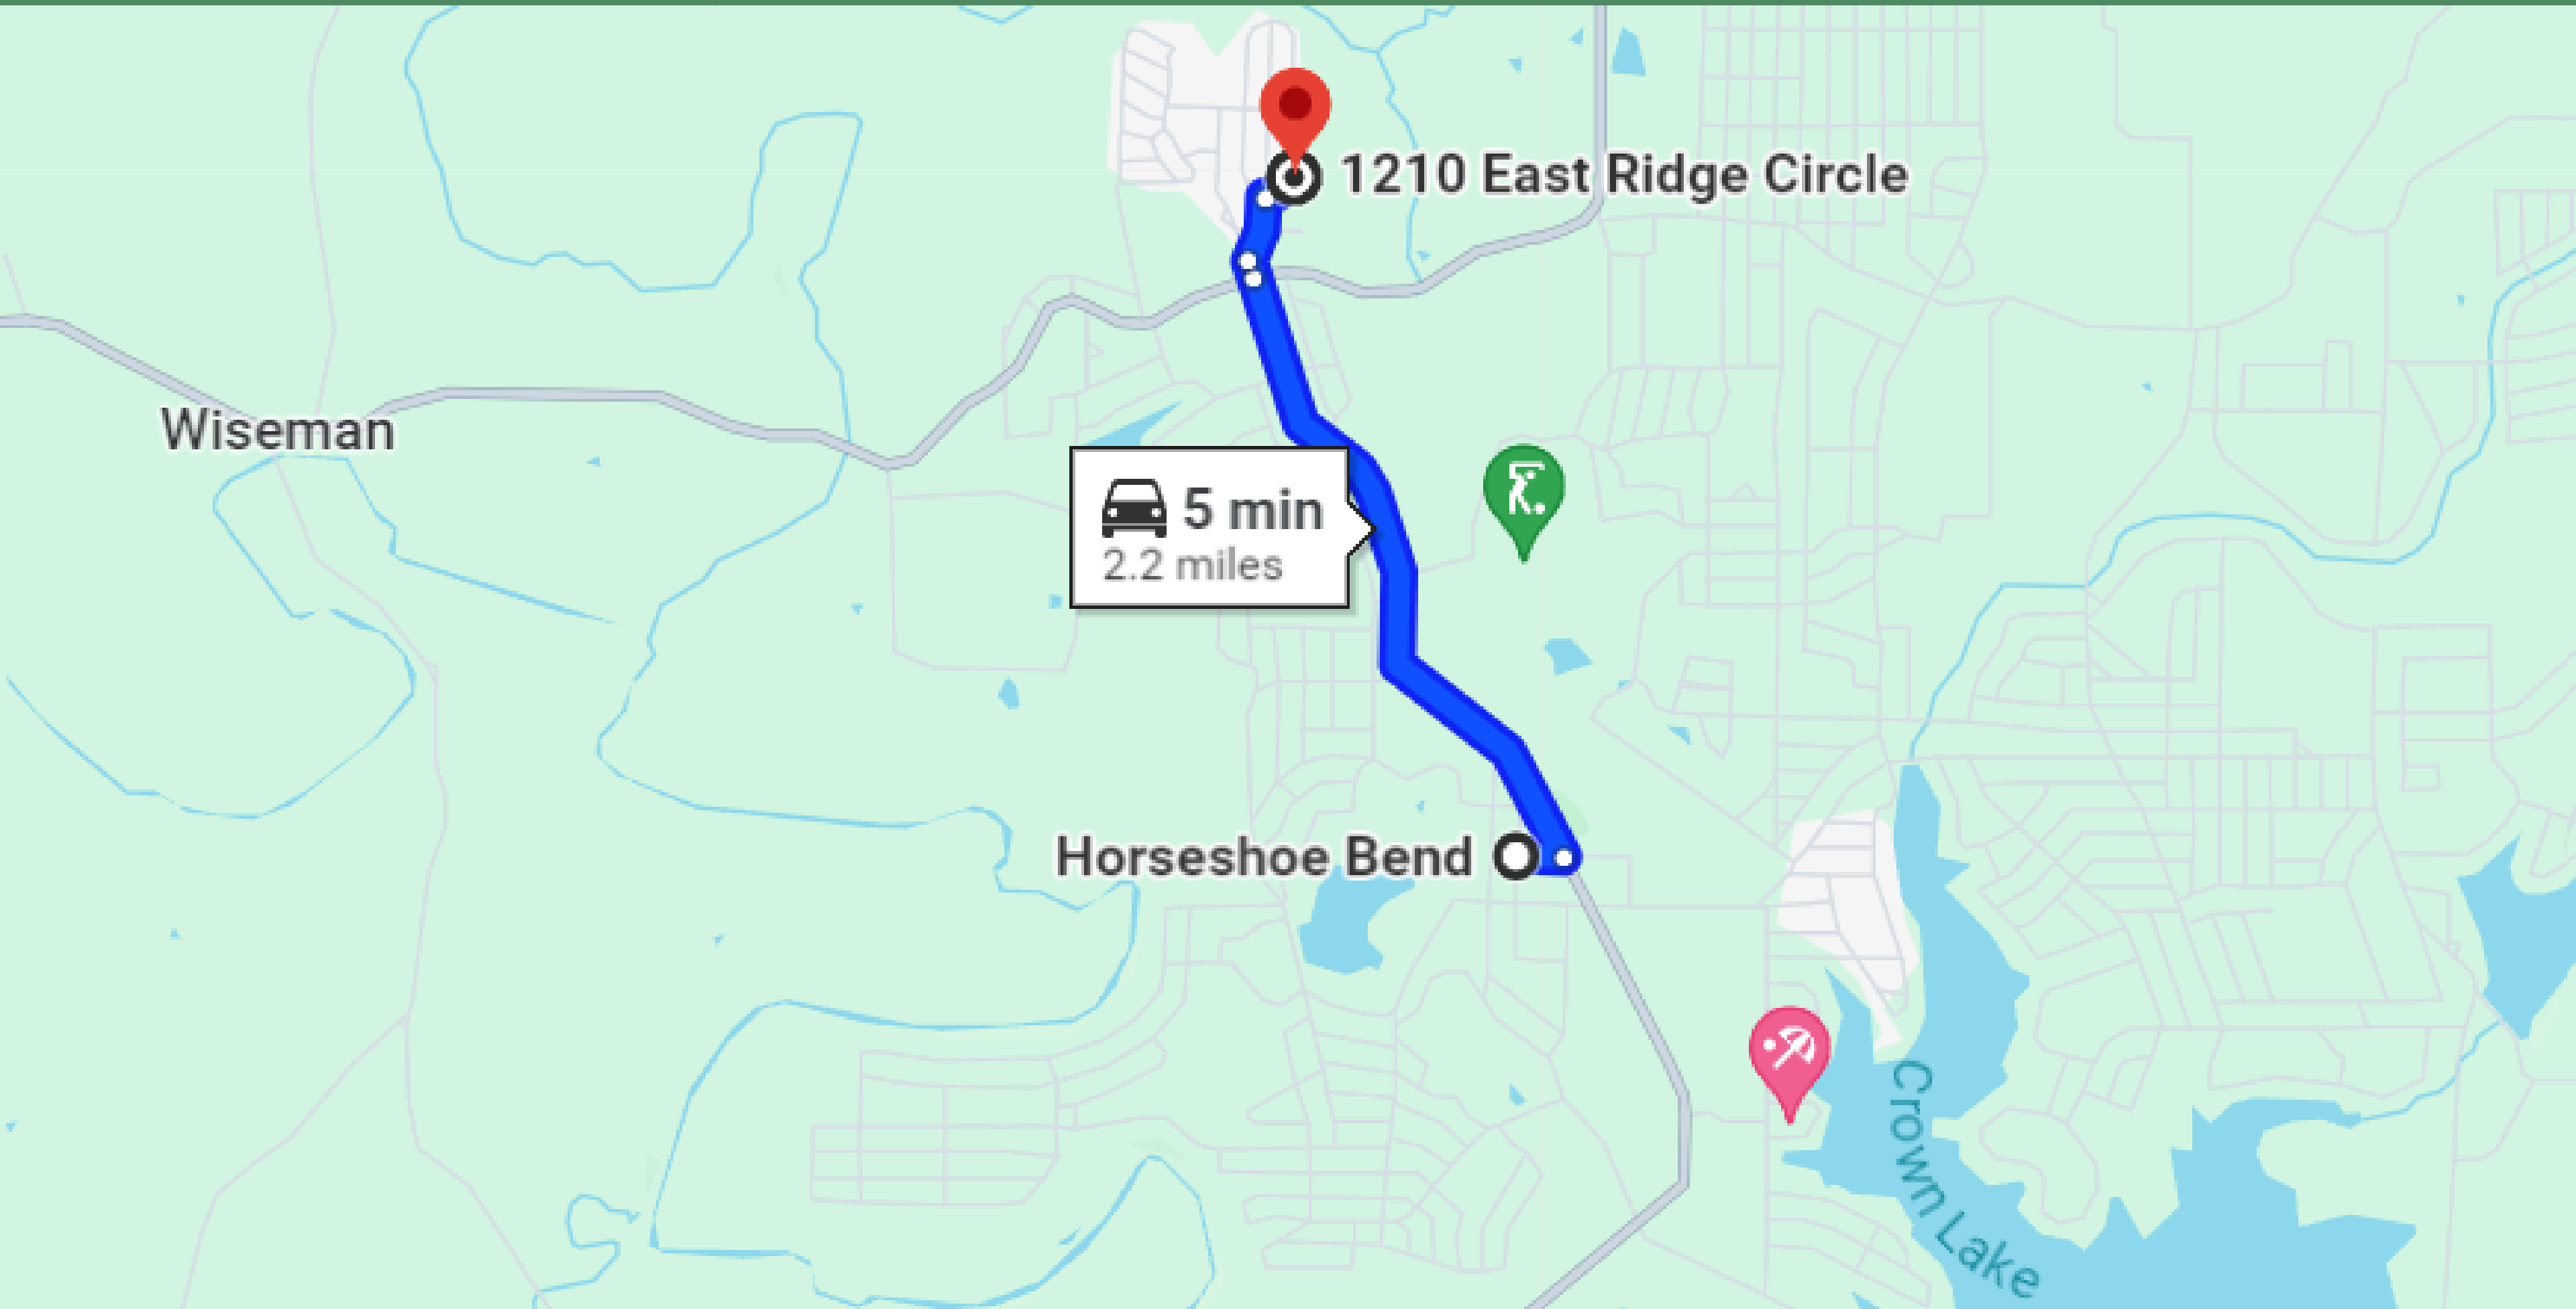 1210 East Ridge Circle
Wiseman
5 min
2.2 miles
Horseshoe Bend
Crown Lake